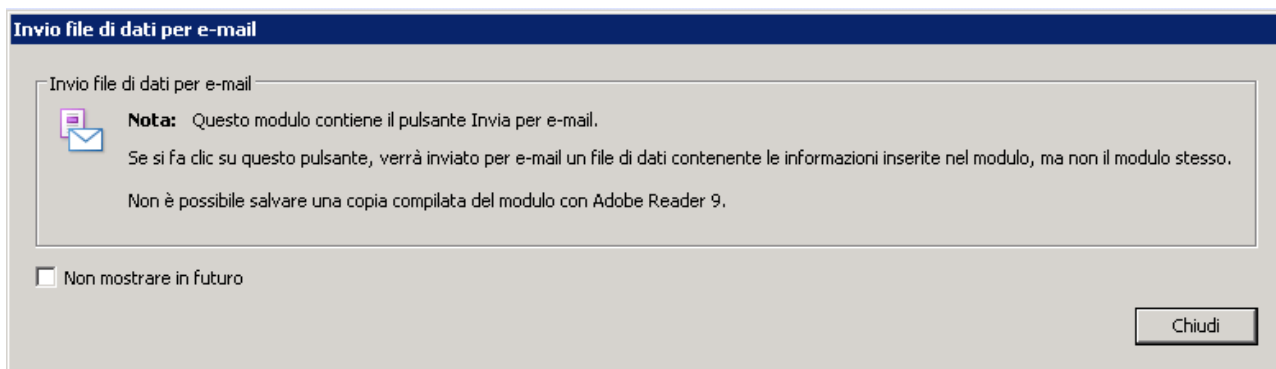 Invio file di dati per e-mail
Invio file di dati per e-mail
Nota: Questo modulo contiene il pulsante Invia per e-mail.
Se si fa clic su questo pulsante, verrà inviato per e-mail un file di dati contenente le informazioni inserite nel modulo, ma non il modulo stesso.
Non è possibile salvare una copia compilata del modulo con Adobe Reader 9.
Non mostrare in futuro
Chiudi